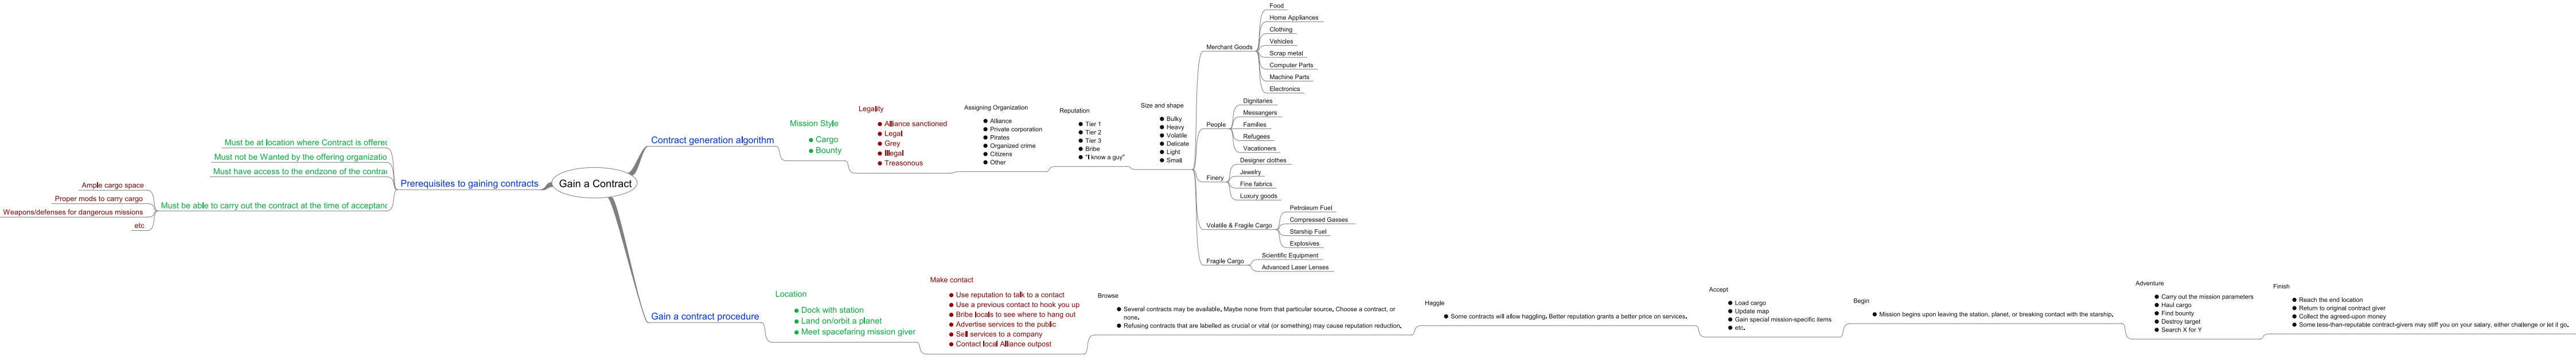 Gain a Contract
Prerequisites to gaining contracts
Must be at location where Contract is offerec
Must not be Wanted by the offering organizatio
Must have access to the endzone of the contrac
Must be able to carry out the contract at the time of acceptanc
Ample cargo space
Proper mods to carry cargo
Weapons/defenses for dangerous missions
etc
Contract generation algorithm
Mission Style
● Cargo
● Bounty
Legality
● Alliance sanctioned
● Legal
● Grey
● Illegal
● Treasonous
Assigning Organization
● Alliance
● Private corporation
● Pirates
● Organized crime
● Citizens
● Other
Reputation
● Tier 1
● Tier 2
● Tier 3
● Bribe
● "I know a guy"
Size and shape
● Bulky
● Heavy
● Volatile
● Delicate
● Light
● Small
Merchant Goods
Food
Home Appliances
Clothing
Vehicles
Scrap metal
Computer Parts
Machine Parts
Electronics
People
Dignitaries
Messangers
Families
Refugees
Vacationers
Finery
Designer clothes
Jewelry
Fine fabrics
Luxury goods
Volatile & Fragile Cargo
Petroleum Fuel
Compressed Gasses
Starship Fuel
Explosives
Fragile Cargo
Scientific Equipment
Advanced Laser Lenses
Gain a contract procedure
Location
● Dock with station
● Land on/orbit a planet
● Meet spacefaring mission giver
Make contact
● Use reputation to talk to a contact
● Use a previous contact to hook you up
● Bribe locals to see where to hang out
● Advertise services to the public
● Sell services to a company
● Contact local Alliance outpost
Browse
● Several contracts may be available, Maybe none from that particular source, Choose a contract, or
none.
● Refusing contracts that are labelled as crucial or vital (or something) may cause reputation reduction.
Haggle
● Some contracts will allow haggling. Better reputation grants a better price on services.
Accept
● Load cargo
● Update map
● Gain special mission-specific items
● etc.
Begin
● Mission begins upon leaving the station, planet, or breaking contact with the starship.
Adventure
● Carry out the mission parameters
● Haul cargo
● Find bounty
● Destroy target
● Search X for Y
Finish
● Reach the end location
● Return to original contract giver
● Collect the agreed-upon money
● Some less-than-reputable contract-givers may stiff you on your salary, either challenge or let it go.